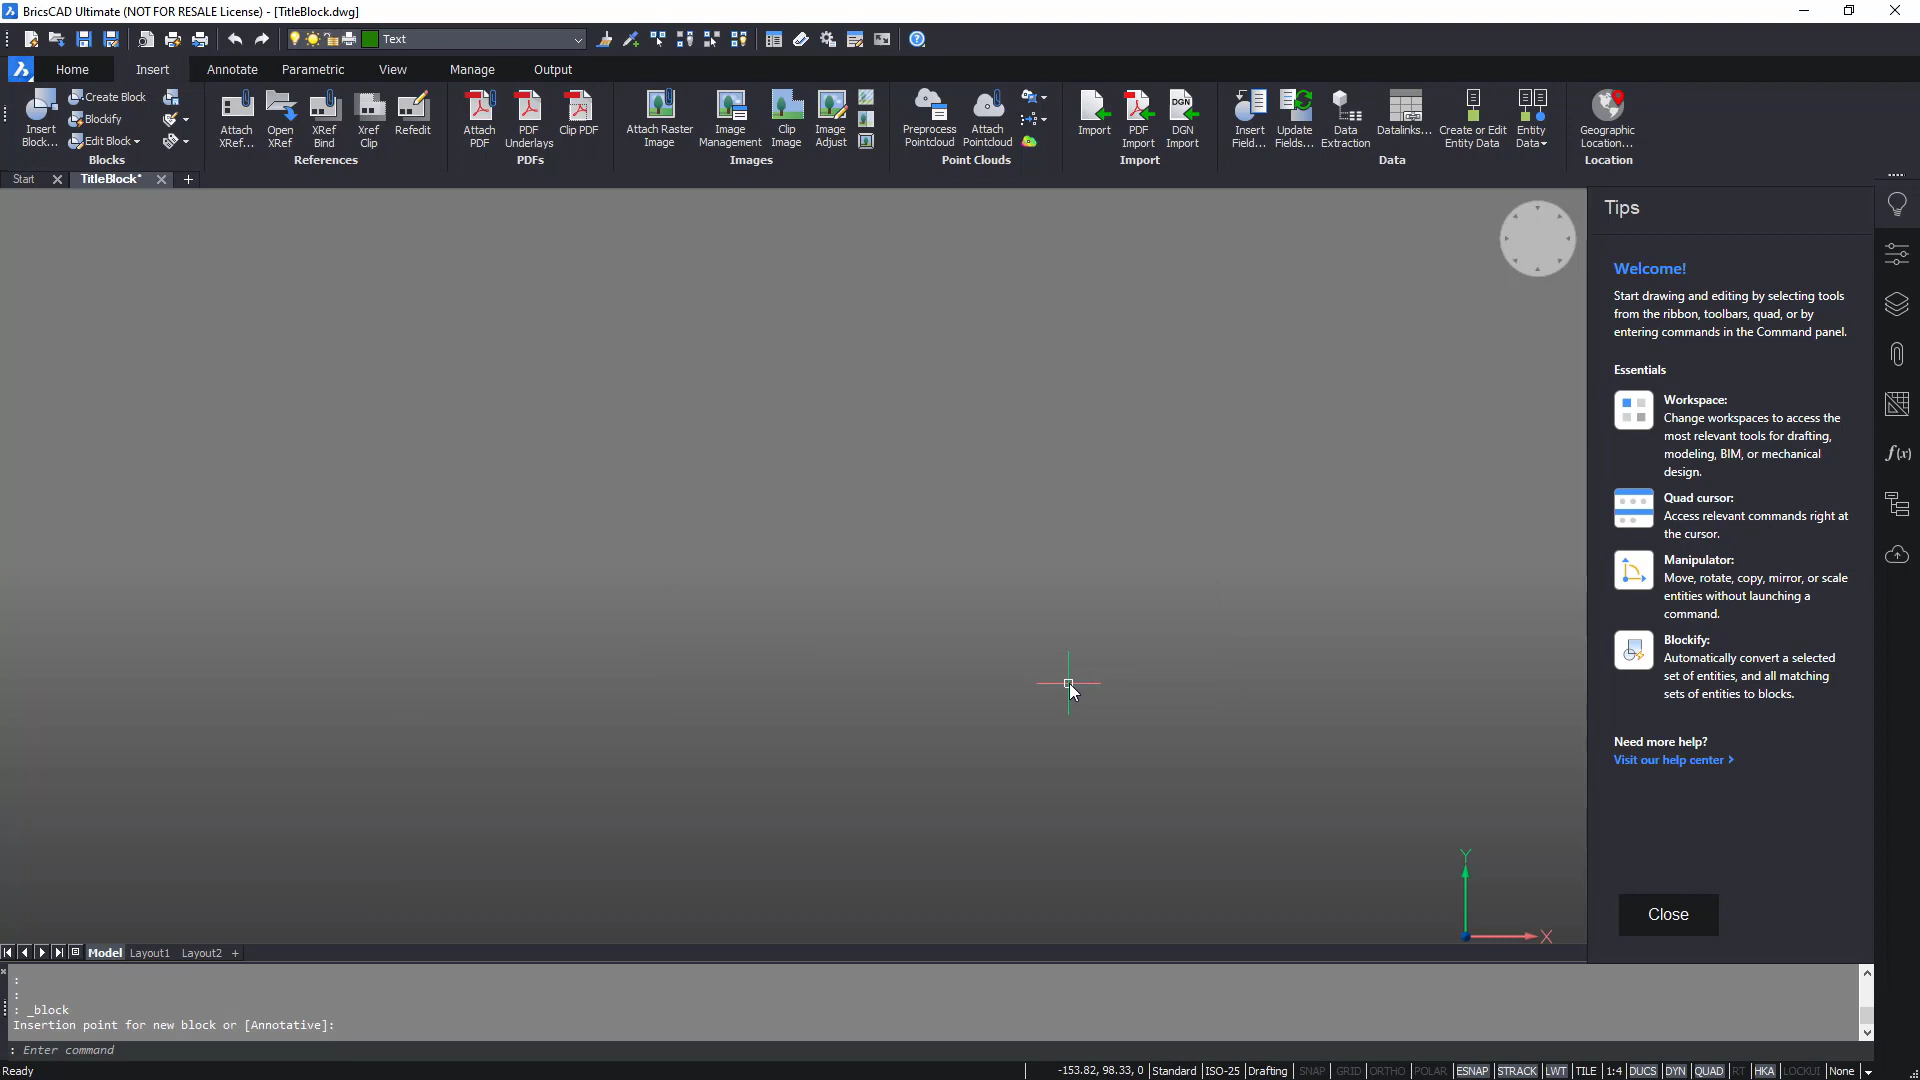 BricsCAD Ultimate (NOT FOR RESALE License) - [TitleBlock.dwg]
Text
Home Insert Annotate Parametric View Manage Output
Insert
Block...
Create Block
Blockify
Edit Block
Blocks
Attach
XRef...
Open
XRef
XRef
Bind
Xref
Clip
Refedit
References
Attach
PDF
PDF
Underlays
Clip PDF
PDFs
Attach Raster
Image
Image
Management
Clip
Image
Image
Adjust
Images
Preprocess
Pointcloud
Attach
Pointcloud
Point Clouds
Import
PDF
Import
DGN
DGN
Import
Import
Insert
Field...
Update
Fields...
Data
Extraction
Datalinks...
Create or Edit
Entity Data
Entity
Data
Data
Geographic
Location...
Location
Start TitleBlock*
Tips
Welcome!
Start drawing and editing by selecting tools
from the ribbon, toolbars, quad, or by
entering commands in the Command panel.
Essentials
Workspace:
Change workspaces to access the
most relevant tools for drafting,
modeling, BIM, or mechanical
design.
Quad cursor:
Access relevant commands right at
the cursor.
Manipulator:
Move, rotate, copy, mirror, or scale
entities without launching a
command.
Blockify:
Automatically convert a selected
set of entities, and all matching
sets of entities to blocks.
Need more help?
Visit our help center >
Close
f(x)
Y
X
Model Layout1 Layout2 +
:
:
: _block
Insertion point for new block or [Annotative]:
: Enter command
Ready
-153.82, 98.33, 0 Standard ISO-25 Drafting SNAP GRID ORTHO POLAR ESNAP STRACK LWT TILE 1:4 DUCS DYN QUAD RT HKA LOCKUI None